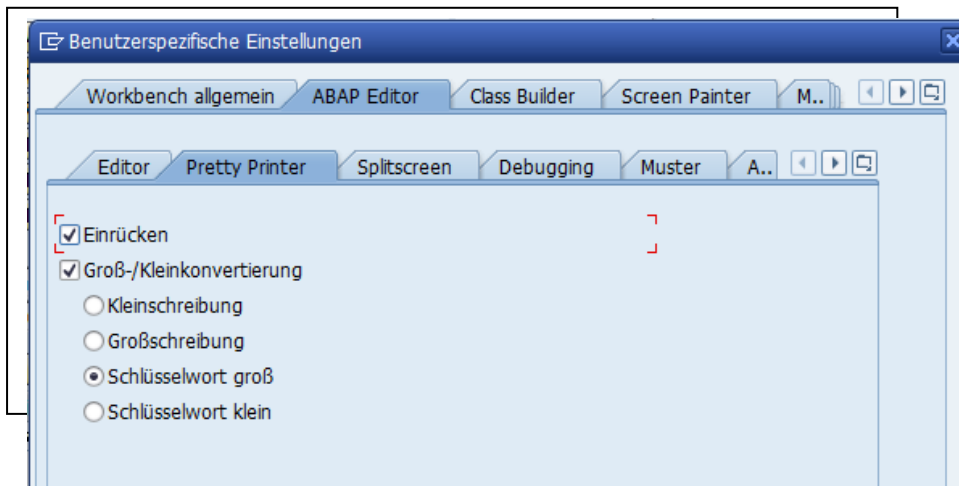 Benutzerspezifische Einstellungen
Workbench allgemein ABAP Editor Class Builder Screen Painter M..
Editor Pretty Printer Splitscreen Debugging Muster A..
Einrücken
Groß-/Kleinkonvertierung
Kleinschreibung
Großschreibung
Schlüsselwort groß
Schlüsselwort klein